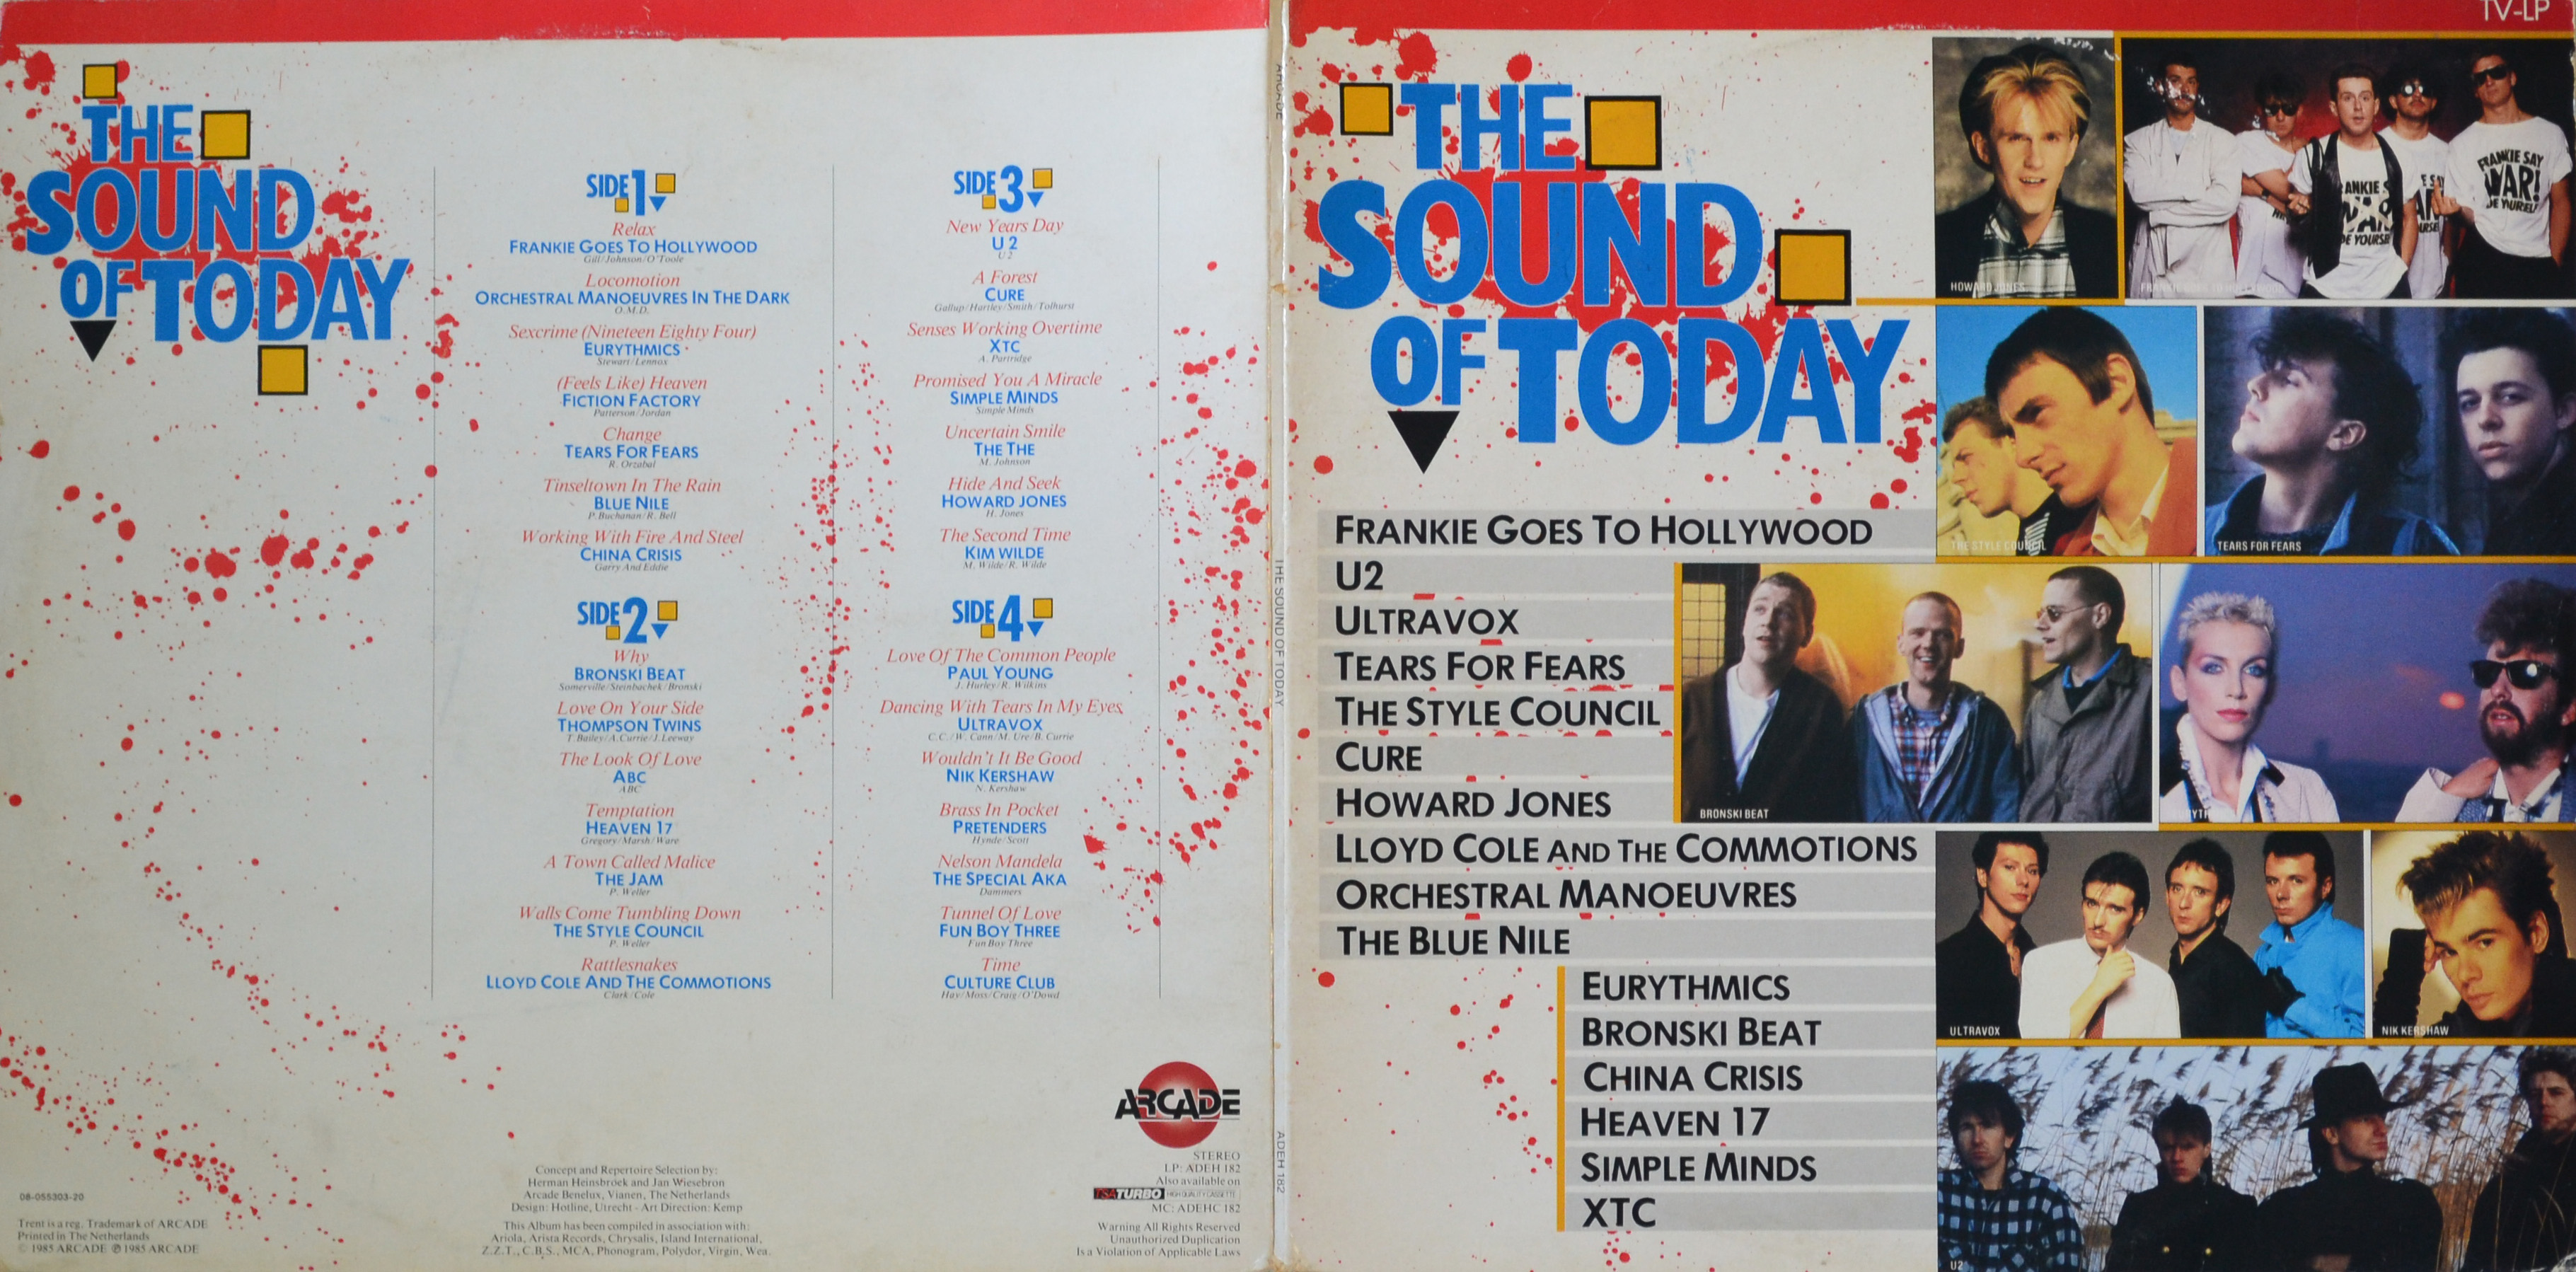 THE
SOUND
OF TODAY
SIDE 1
Relax
FRANKIE GOES TO HOLLYWOOD
Gill/Johnson/O'Toole
Locomotion
ORCHESTRAL MANOEUVRES IN THE DARK
O.M.D.
Sexcrime (Nineteen Eighty Four)
EURYTHMICS
Stewart/Lennox
(Feels Like) Heaven
FICTION FACTORY
Patterson/Jordan
Change
TEARS FOR FEARS
R. Orzabal
Tinseltown In The Rain
BLUE NILE
P. Buchanan/R. Bell
Working With Fire And Steel
CHINA CRISIS
Garry And Eddie
SIDE 2
Why
BRONSKI BEAT
Somerville/Steinbachek/Bronski
Love On Your Side
THOMPSON TWINS
T. Bailey/A. Currie/J. Leeway
The Look Of Love
ABC
ABC
Temptation
HEAVEN 17
Gregory/Marsh/Ware
A Town Called Malice
THE JAM
P. Weller
Walls Come Tumbling Down
THE STYLE COUNCIL
P. Weller
Rattlesnakes
LLOYD COLE AND THE COMMOTIONS
Clark/Cole
SIDE 3
New Years Day
U 2
U 2
A Forest
CURE
Gallup/Hartley/Smith/Tolhurst
Senses Working Overtime
XTC
A. Partridge
Promised You A Miracle
SIMPLE MINDS
Simple Minds
Uncertain Smile
THE THE
M. Johnson
Hide And Seek
HOWARD JONES
H. Jones
The Second Time
KIM WILDE
M. Wilde/R. Wilde
SIDE 4
Love Of The Common People
PAUL YOUNG
J. Hurley/R. Wilkins
Dancing With Tears In My Eyes
ULTRAVOX
C.C./W. Cann/M. Ure/B. Currie
Wouldn't It Be Good
NIK KERSHAW
N. Kershaw
Brass In Pocket
PRETENDERS
Hynde/Scott
Nelson Mandela
THE SPECIAL AKA
Dammers
Tunnel Of Love
FUN BOY THREE
Fun Boy Three
Time
CULTURE CLUB
Hay/Moss/Craig/O'Dowd
08-055303-20
Trent is a reg. Trademark of ARCADE
Printed in The Netherlands
© 1985 ARCADE ℗ 1985 ARCADE
Concept and Repertoire Selection by:
Herman Heinsbroek and Jan Wiesebron
Arcade Benelux, Vianen, The Netherlands
Design: Hotline, Utrecht - Art Direction: Kemp
This Album has been compiled in association with:
Ariola, Arista Records, Chrysalis, Island International,
Z.Z.T., C.B.S., MCA, Phonogram, Polydor, Virgin, Wea.
ARCADE
STEREO
LP: ADEH 182
Also available on
TURBO HIGH QUALITY CASSETTE
MC: ADEHC 182
Warning All Rights Reserved
Unauthorized Duplication
Is a Violation of Applicable Laws
ARCADE
THE SOUND OF TODAY
ADEH 182
TV-LP
THE
SOUND
OF TODAY
FRANKIE GOES TO HOLLYWOOD
U2
ULTRAVOX
TEARS FOR FEARS
THE STYLE COUNCIL
CURE
HOWARD JONES
LLOYD COLE AND THE COMMOTIONS
ORCHESTRAL MANOEUVRES
THE BLUE NILE
EURYTHMICS
BRONSKI BEAT
CHINA CRISIS
HEAVEN 17
SIMPLE MINDS
XTC
HOWARD JONES
FRANKIE SAY
WAR!
THE STYLE COUNCIL
TEARS FOR FEARS
BRONSKI BEAT
ULTRAVOX
NIK KERSHAW
U2